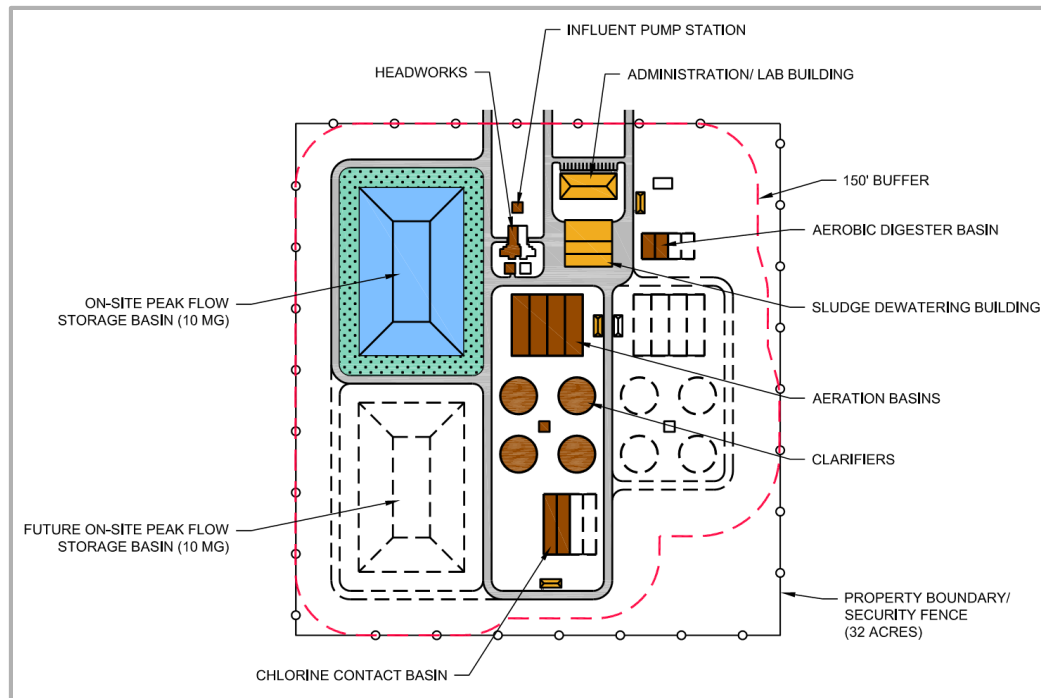 INFLUENT PUMP STATION
HEADWORKS
ADMINISTRATION/ LAB BUILDING
150' BUFFER
AEROBIC DIGESTER BASIN
ON-SITE PEAK FLOW
STORAGE BASIN (10 MG)
SLUDGE DEWATERING BUILDING
AERATION BASINS
CLARIFIERS
FUTURE ON-SITE PEAK FLOW
STORAGE BASIN (10 MG)
PROPERTY BOUNDARY/
SECURITY FENCE
(32 ACRES)
CHLORINE CONTACT BASIN